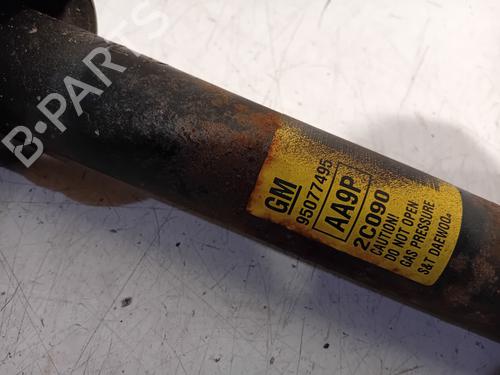 B-PARTS
GM
95077495
AA9P
2C090
CAUTION!
DO NOT OPEN
GAS PRESSURE
S&T DAEWOO